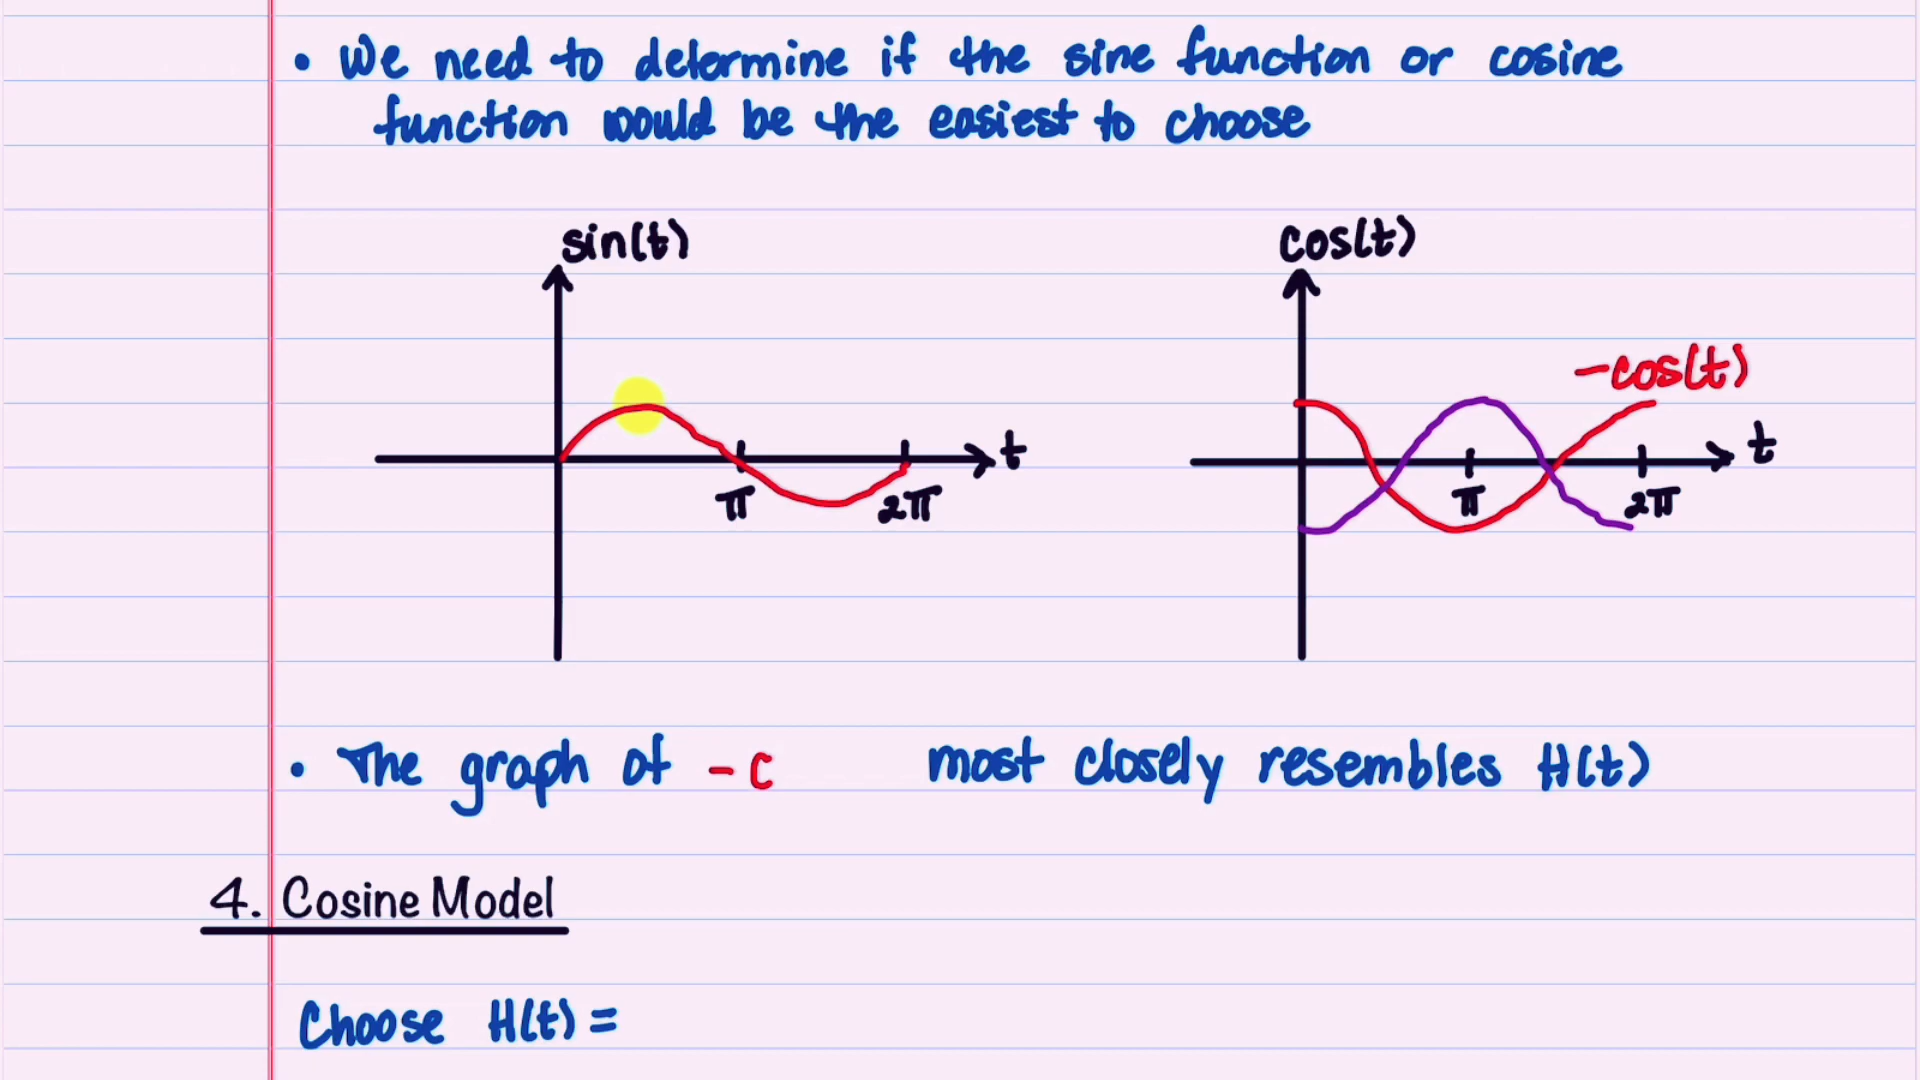 • We need to determine if the sine function or cosine
function would be the easiest to choose
sin(t)
cos(t)
-cos(t)
t
t
π
2π
π
2π
• The graph of - c most closely resembles H(t)
4. Cosine Model
Choose H(t) =